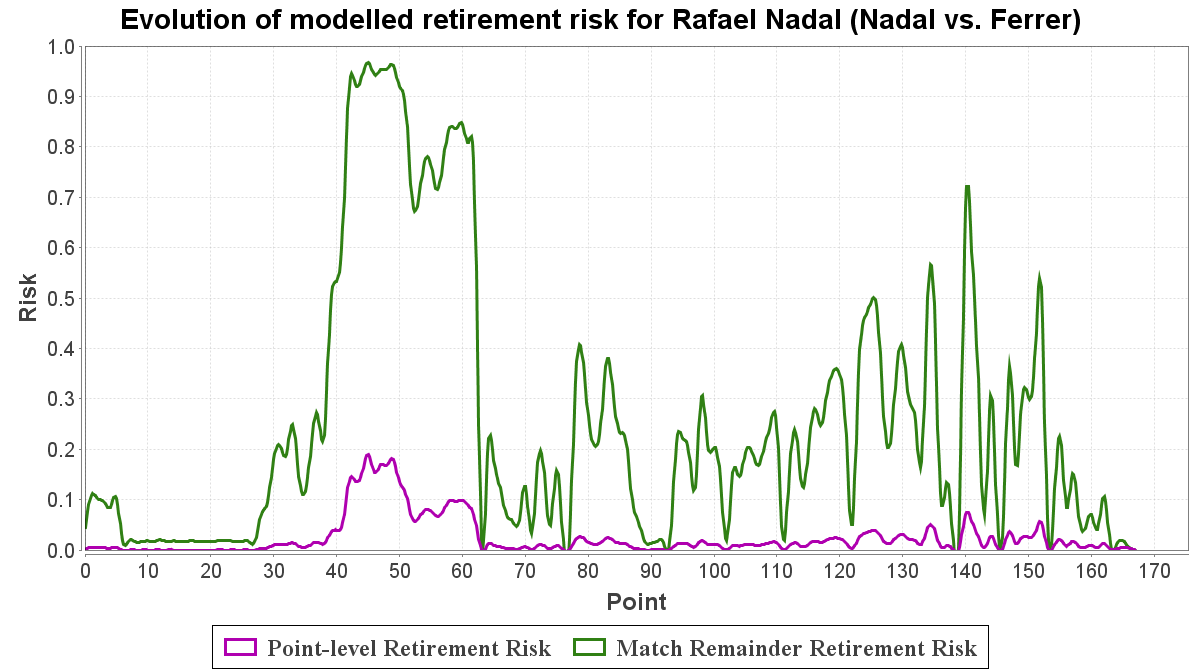 Evolution of modelled retirement risk for Rafael Nadal (Nadal vs. Ferrer)
1.0
0.9
0.8
0.7
0.6
0.5
0.4
0.3
0.2
0.1
0.0
Risk
0 10 20 30 40 50 60 70 80 90 100 110 120 130 140 150 160 170
Point
Point-level Retirement Risk Match Remainder Retirement Risk